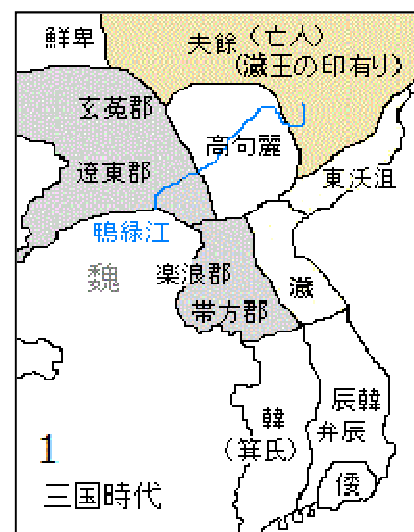 鮮卑
夫餘（亡人）
（濊王の印有り）
玄菟郡
高句麗
遼東郡
東沃沮
鴨緑江
魏
楽浪郡
濊
帯方郡
韓
（箕氏）
辰韓
弁辰
倭
1
三国時代